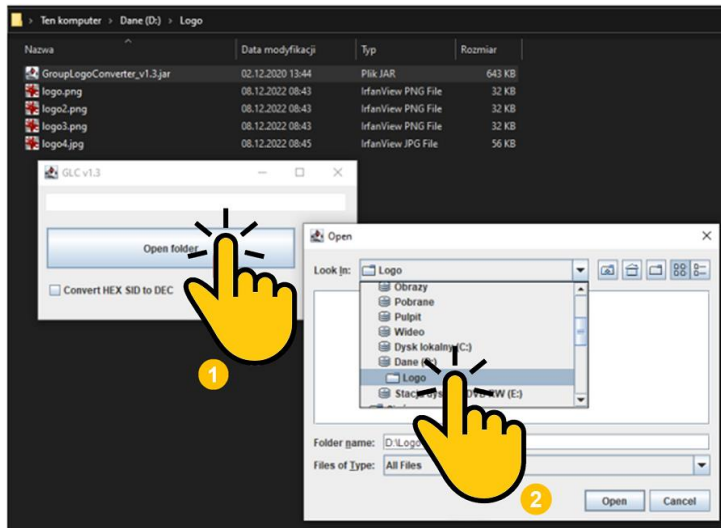 Ten komputer > Dane (D:) > Logo
Nazwa Data modyfikacji Typ Rozmiar
GroupLogoConverter_v1.3.jar 02.12.2020 13:44 Plik JAR 643 KB
logo.png 08.12.2022 08:43 IrfanView PNG File 32 KB
logo2.png 08.12.2022 08:43 IrfanView PNG File 32 KB
logo3.png 08.12.2022 08:43 IrfanView PNG File 32 KB
logo4.jpg 08.12.2022 08:45 IrfanView JPG File 56 KB
GLC v1.3
Open folder
Convert HEX SID to DEC
1
Open
Look In: Logo
Obrazy
Pobrane
Pulpit
Wideo
Dysk lokalny (C:)
Dane (D:)
Logo
RW (E:)
Folder name: D:\Logo
Files of Type: All Files
2
Open Cancel